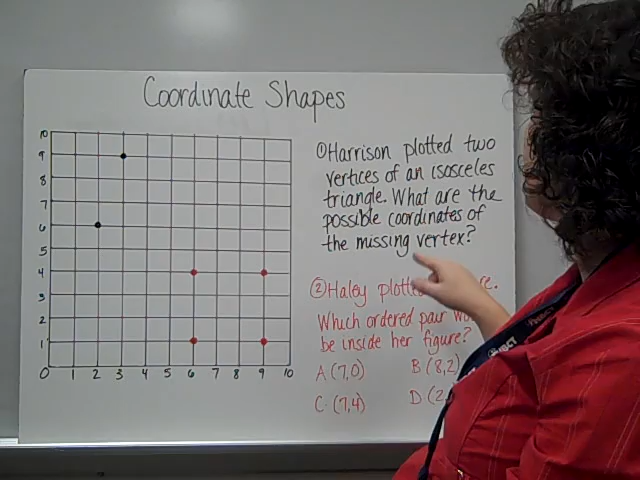 Coordinate Shapes
①Harrison plotted two
vertices of an isosceles
triangle. What are the
possible coordinates of
the missing vertex?
②Haley plotted
Which ordered pair
be inside her figure?
A (7,0)
B (8,2)
C. (7,4)
D (2,
10
9
8
7
6
5
4
3
2
1
0 1 2 3 4 5 6 7 8 9 10